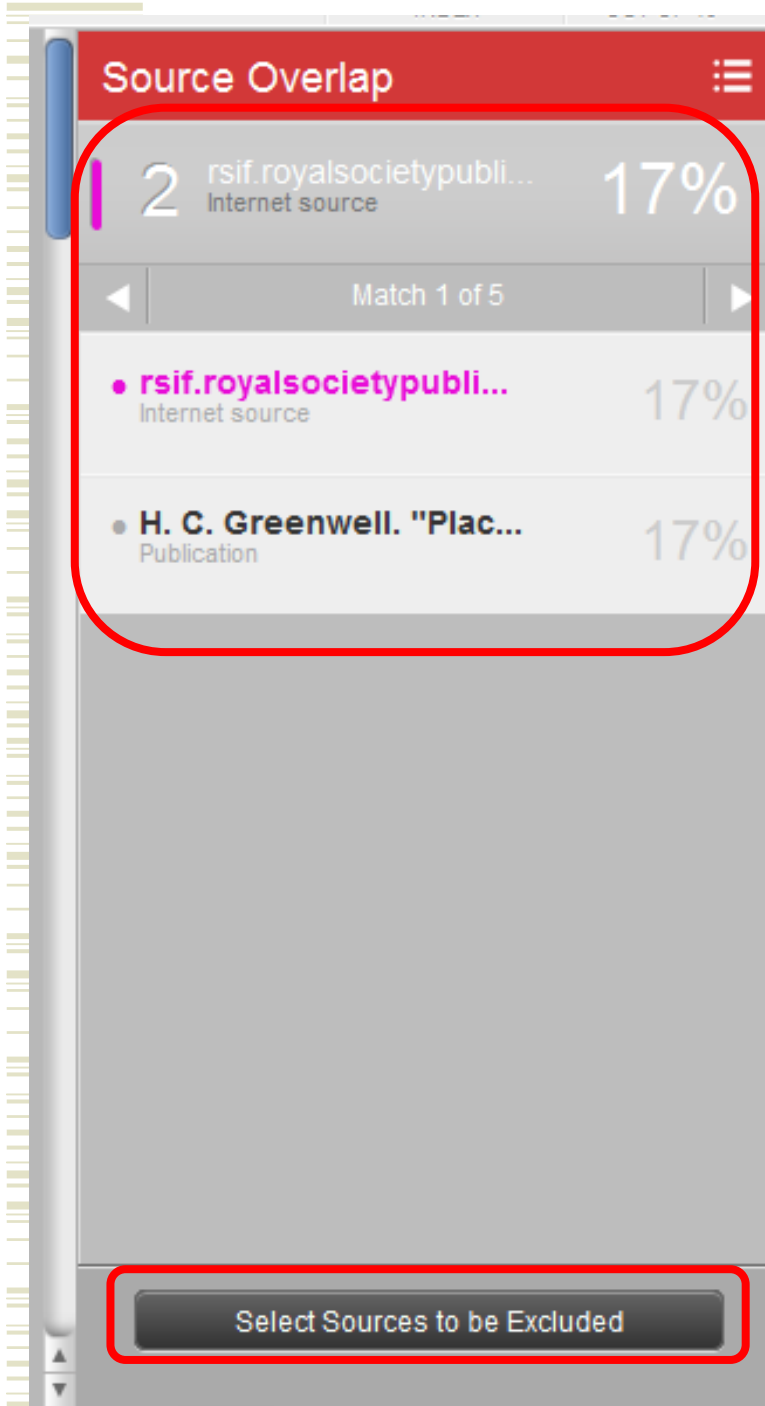 Source Overlap
2 rsif.royalsocietypubli... 17%
Internet source
Match 1 of 5
• rsif.royalsocietypubli... 17%
Internet source
• H. C. Greenwell. "Plac... 17%
Publication
Select Sources to be Excluded